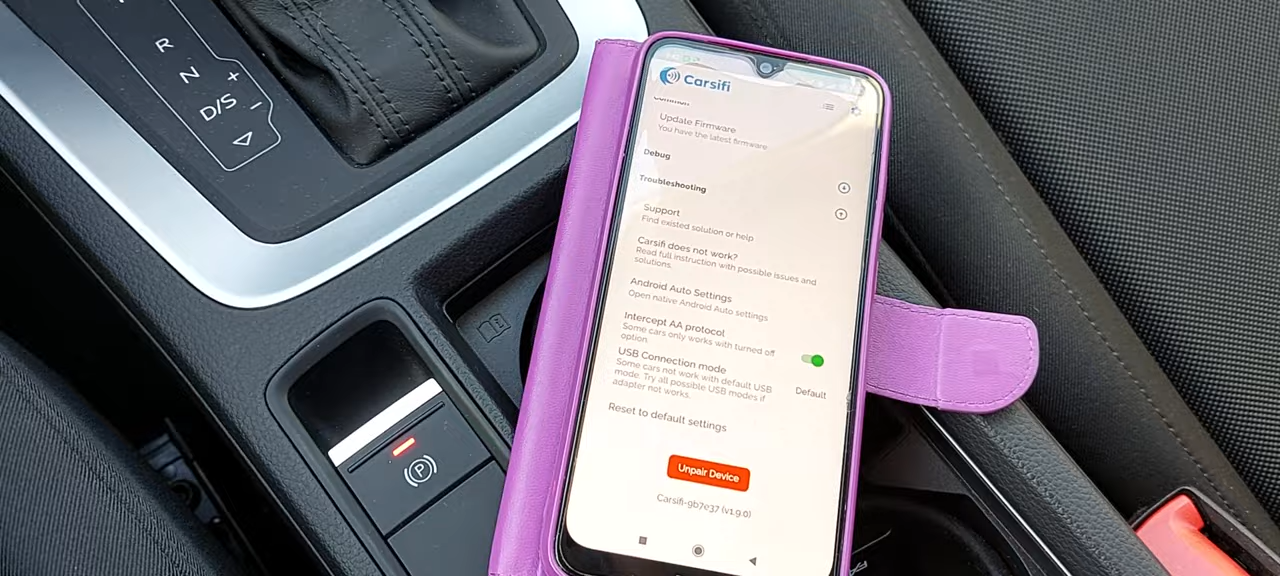 R
N
+
D/S
−
Carsifi
Update Firmware
You have the latest firmware
Debug
Troubleshooting
Support
Find existed solution or help
Carsifi does not work?
Read full instruction with possible issues and
solutions.
Android Auto Settings
Open native Android Auto settings
Intercept AA protocol
Some cars only works with turned off
option.
USB Connection mode
Some cars not work with default USB
mode. Try all possible USB modes if
adapter not works.
Default
Reset to default settings
Unpair Device
Carsifi-9b7e37 (v1.9.0)
P